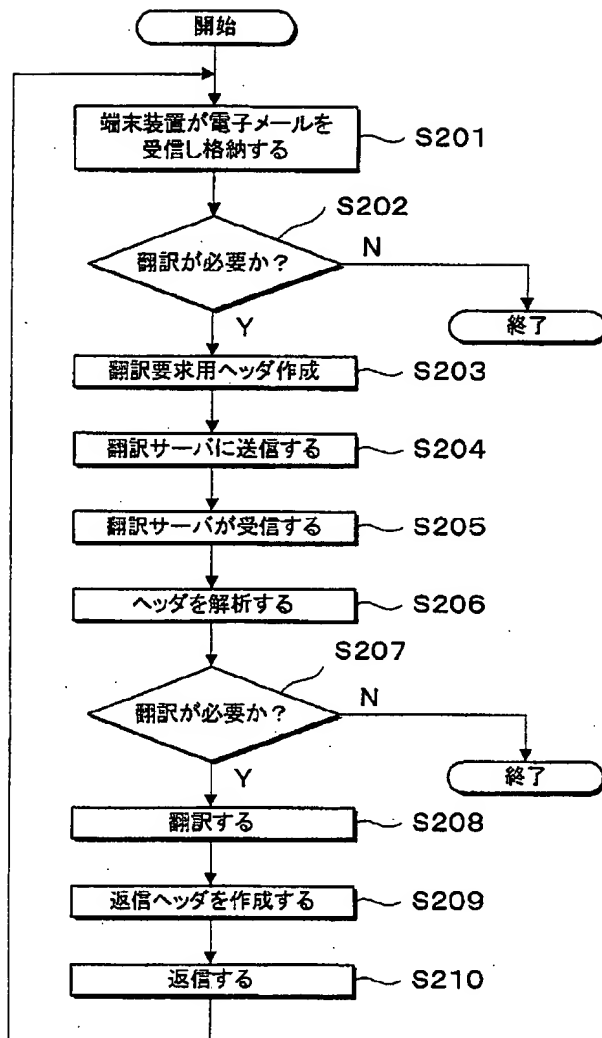 開始
端末装置が電子メールを
受信し格納する
S201
S202
翻訳が必要か?
N
終了
Y
翻訳要求用ヘッダ作成
S203
翻訳サーバに送信する
S204
翻訳サーバが受信する
S205
ヘッダを解析する
S206
S207
翻訳が必要か?
N
終了
Y
翻訳する
S208
返信ヘッダを作成する
S209
返信する
S210